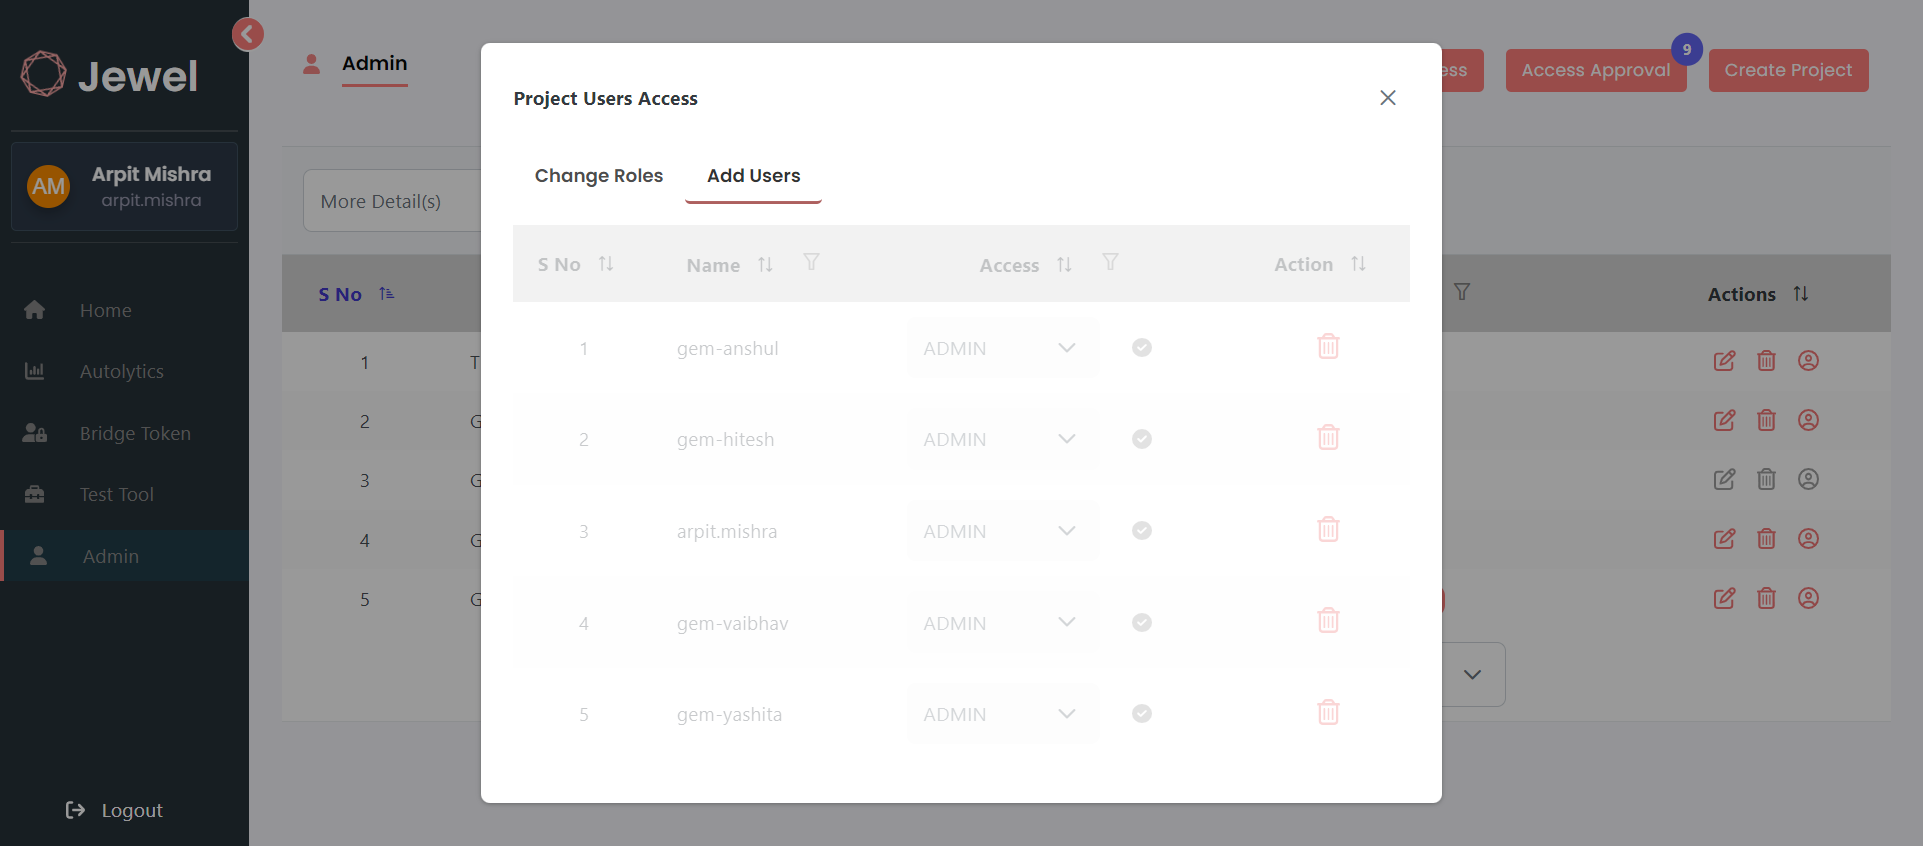 Jewel
Arpit Mishra
AM
arpit.mishra
Home
Autolytics
Bridge Token
Test Tool
Admin
Logout
Admin
Access Approval
9
Create Project
More Detail(s)
S No
Actions
1
2
3
4
5
Project Users Access
Change Roles
Add Users
S No Name Access Action
1 gem-anshul ADMIN
2 gem-hitesh ADMIN
3 arpit.mishra ADMIN
4 gem-vaibhav ADMIN
5 gem-yashita ADMIN